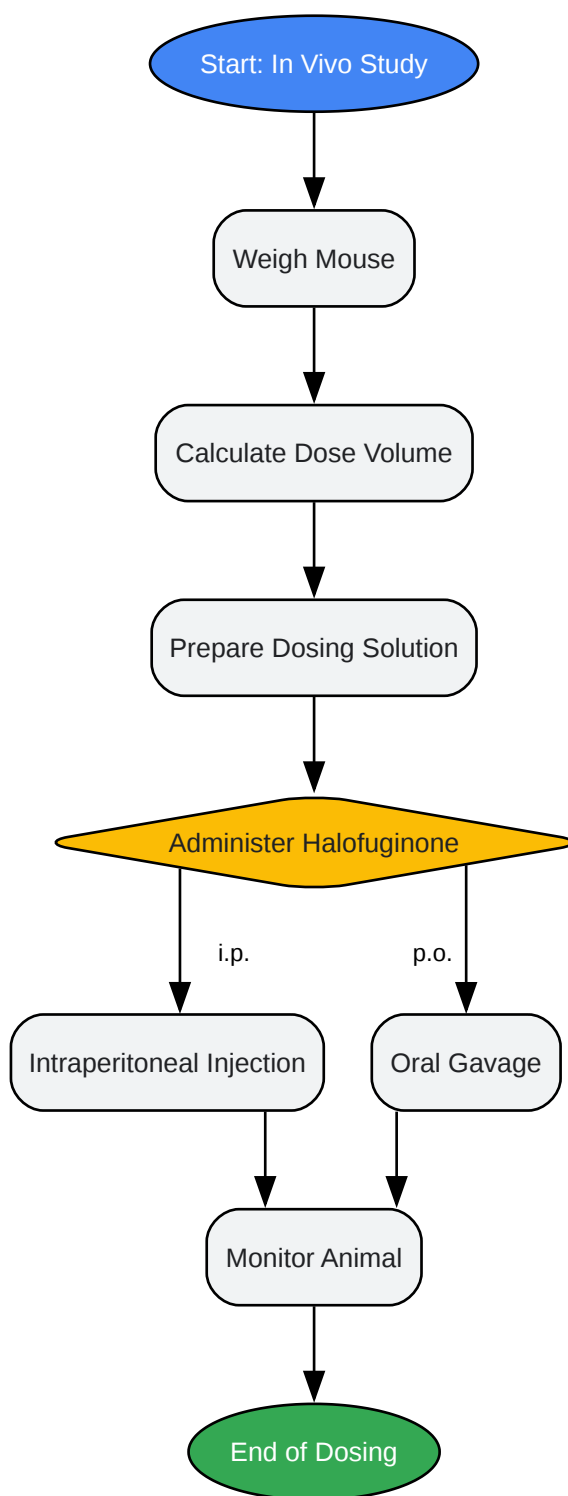 Start: In Vivo Study
Weigh Mouse
Calculate Dose Volume
Prepare Dosing Solution
Administer Halofuginone
i.p.
p.o.
Intraperitoneal Injection
Oral Gavage
Monitor Animal
End of Dosing